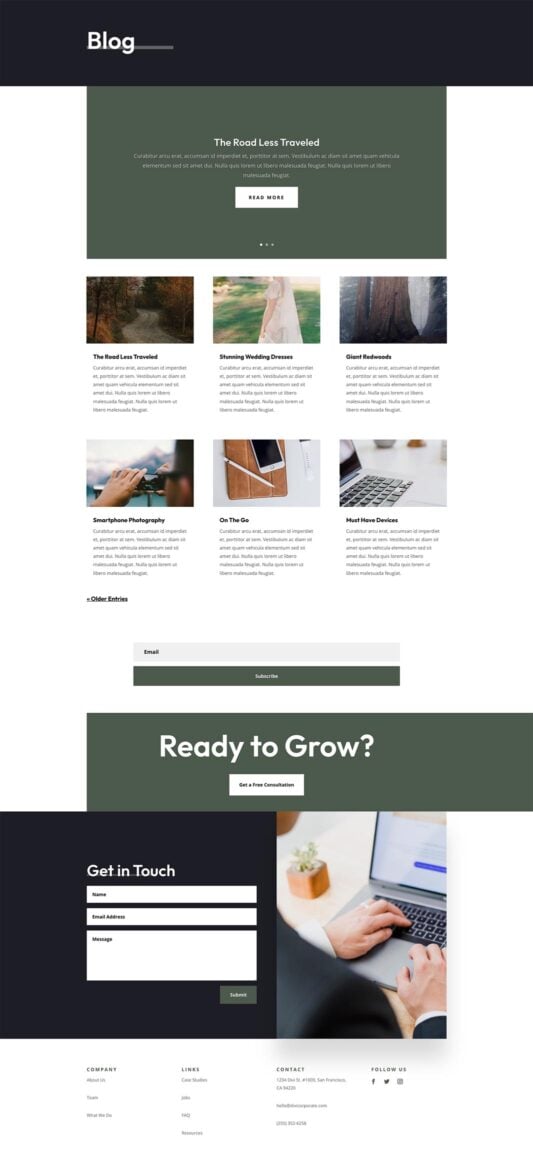 Blog
The Road Less Traveled
Curabitur arcu erat, accumsan id imperdiet et, porttitor at sem. Vestibulum ac diam sit amet quam vehicula
elementum sed sit amet dui. Nulla quis lorem ut libero malesuada feugiat. Nulla quis lorem ut libero
malesuada feugiat.
READ MORE
The Road Less Traveled
Curabitur arcu erat, accumsan id imperdiet
et, porttitor at sem. Vestibulum ac diam sit
amet quam vehicula elementum sed sit
amet dui. Nulla quis lorem ut libero
malesuada feugiat. Nulla quis lorem ut
libero malesuada feugiat.
Stunning Wedding Dresses
Curabitur arcu erat, accumsan id imperdiet
et, porttitor at sem. Vestibulum ac diam sit
amet quam vehicula elementum sed sit
amet dui. Nulla quis lorem ut libero
malesuada feugiat. Nulla quis lorem ut
libero malesuada feugiat.
Giant Redwoods
Curabitur arcu erat, accumsan id imperdiet
et, porttitor at sem. Vestibulum ac diam sit
amet quam vehicula elementum sed sit
amet dui. Nulla quis lorem ut libero
malesuada feugiat. Nulla quis lorem ut
libero malesuada feugiat.
Smartphone Photography
Curabitur arcu erat, accumsan id imperdiet
et, porttitor at sem. Vestibulum ac diam sit
amet quam vehicula elementum sed sit
amet dui. Nulla quis lorem ut libero
malesuada feugiat. Nulla quis lorem ut
libero malesuada feugiat.
On The Go
Curabitur arcu erat, accumsan id imperdiet
et, porttitor at sem. Vestibulum ac diam sit
amet quam vehicula elementum sed sit
amet dui. Nulla quis lorem ut libero
malesuada feugiat. Nulla quis lorem ut
libero malesuada feugiat.
Must Have Devices
Curabitur arcu erat, accumsan id imperdiet
et, porttitor at sem. Vestibulum ac diam sit
amet quam vehicula elementum sed sit
amet dui. Nulla quis lorem ut libero
malesuada feugiat. Nulla quis lorem ut
libero malesuada feugiat.
« Older Entries
Email
Subscribe
Ready to Grow?
Get a Free Consultation
Get in Touch
Name
Email Address
Message
Submit
COMPANY
About Us
Team
What We Do
LINKS
Case Studies
Jobs
FAQ
Resources
CONTACT
1234 Divi St. #1000, San Francisco,
CA 94220
hello@divicorporate.com
(255) 352-6258
FOLLOW US